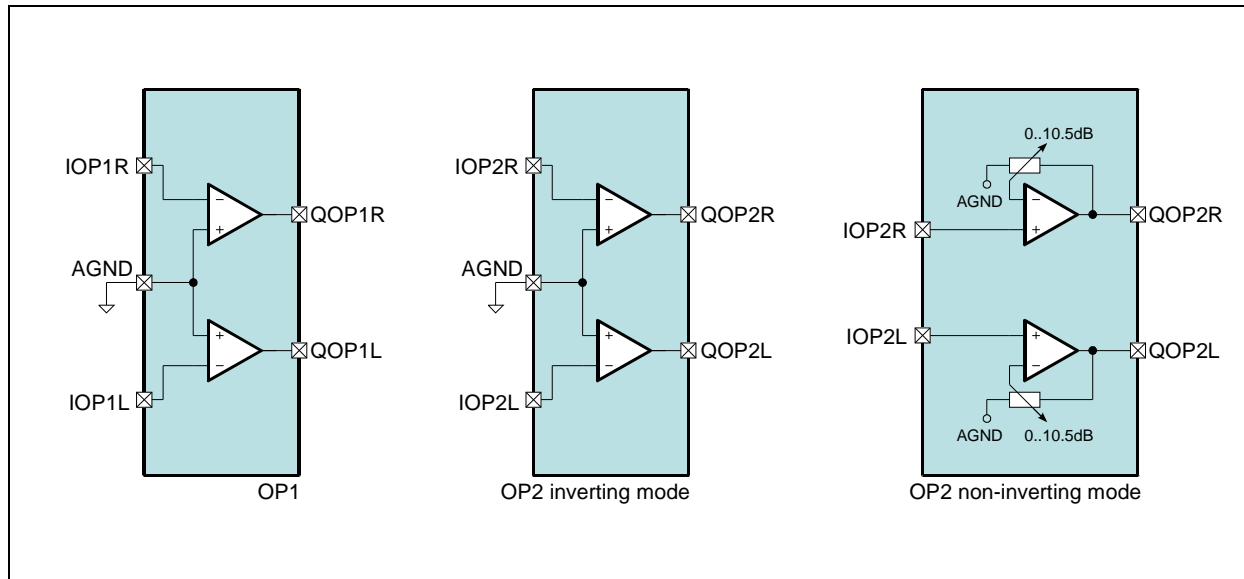 IOP1R
−
+
QOP1R
AGND
+
−
QOP1L
IOP1L
OP1
IOP2R
−
+
QOP2R
AGND
+
−
QOP2L
IOP2L
OP2 inverting mode
0..10.5dB
AGND
−
+
QOP2R
IOP2R
IOP2L
+
−
QOP2L
AGND
0..10.5dB
OP2 non-inverting mode